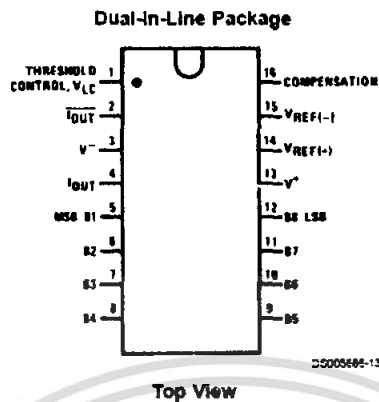 Dual-In-Line Package
THRESHOLD
CONTROL, VLC
1
IOUT
2
V−
3
IOUT
4
MSB B1
5
B2
6
B3
7
B4
8
16
COMPENSATION
15
VREF(−)
14
VREF(+)
13
V+
12
B8 LSB
11
B7
10
B6
9
B5
DS005686-13
Top View